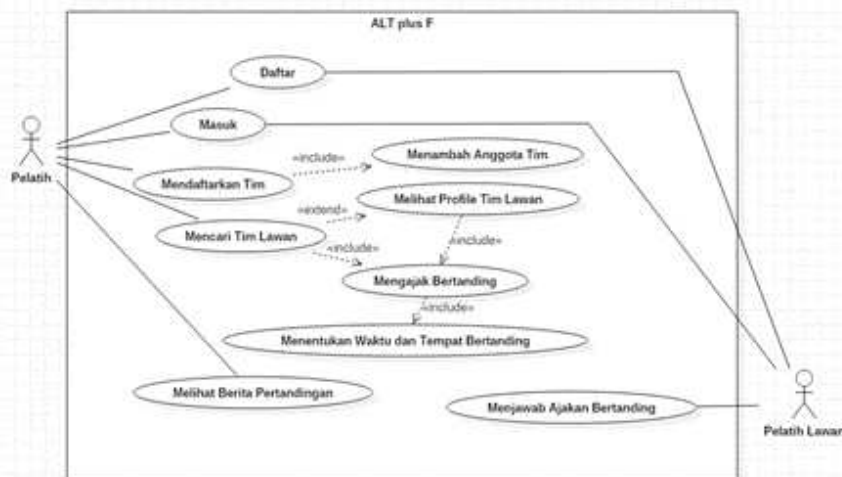 ALT plus F
Daftar
Masuk
Pelatih
«include»
Menambah Anggota Tim
Mendaftarkan Tim
«extend»
Melihat Profile Tim Lawan
Mencari Tim Lawan
«include»
«include»
Mengajak Bertanding
«include»
Menentukan Waktu dan Tempat Bertanding
Melihat Berita Pertandingan
Menjawab Ajakan Bertanding
Pelatih Lawan